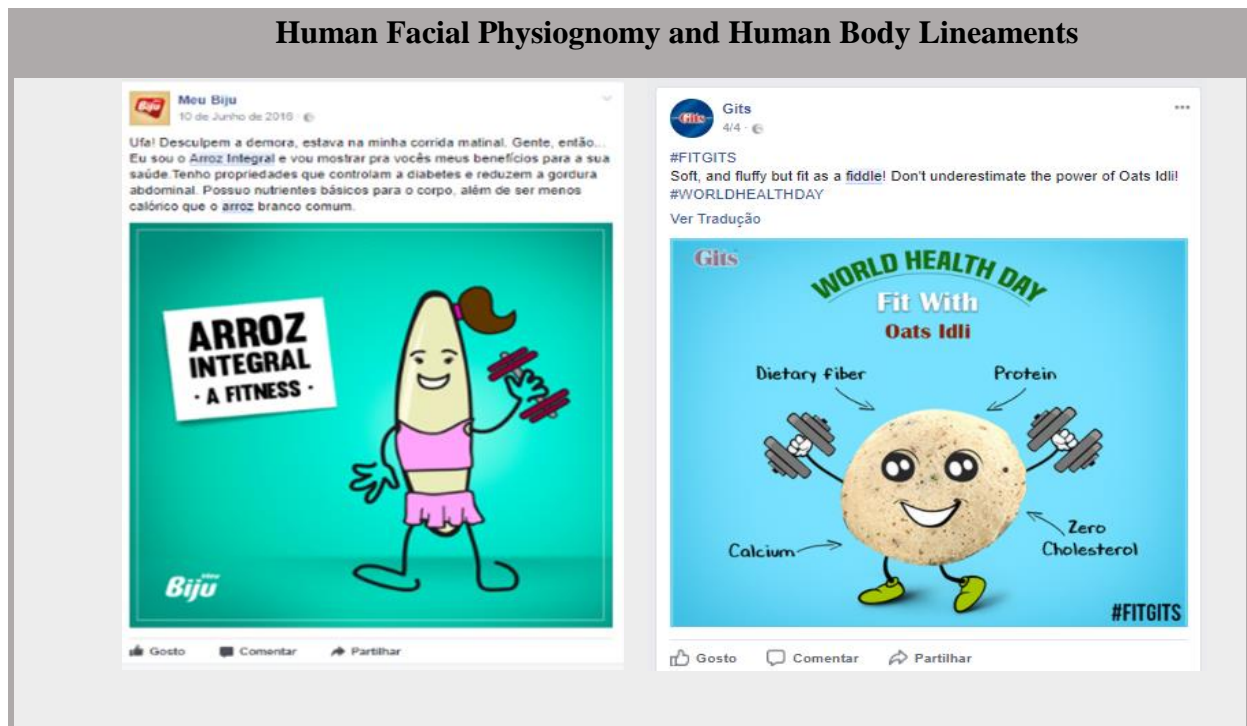 Human Facial Physiognomy and Human Body Lineaments
Biju
Meu Biju
10 de Junho de 2016
Ufa! Desculpem a demora, estava na minha corrida matinal. Gente, então...
Eu sou o Arroz Integral e vou mostrar pra vocês meus benefícios para a sua
saúde.Tenho propriedades que controlam a diabetes e reduzem a gordura
abdominal. Possuo nutrientes básicos para o corpo, além de ser menos
calórico que o arroz branco comum.
ARROZ
INTEGRAL
· A FITNESS ·
Biju
Gosto Comentar Partilhar
Gits
Gits
4/4
#FITGITS
Soft, and fluffy but fit as a fiddle! Don't underestimate the power of Oats Idli!
#WORLDHEALTHDAY
Ver Tradução
Gits
WORLD HEALTH DAY
Fit With
Oats Idli
Dietary fiber
Protein
Calcium
Zero
Cholesterol
#FITGITS
Gosto Comentar Partilhar